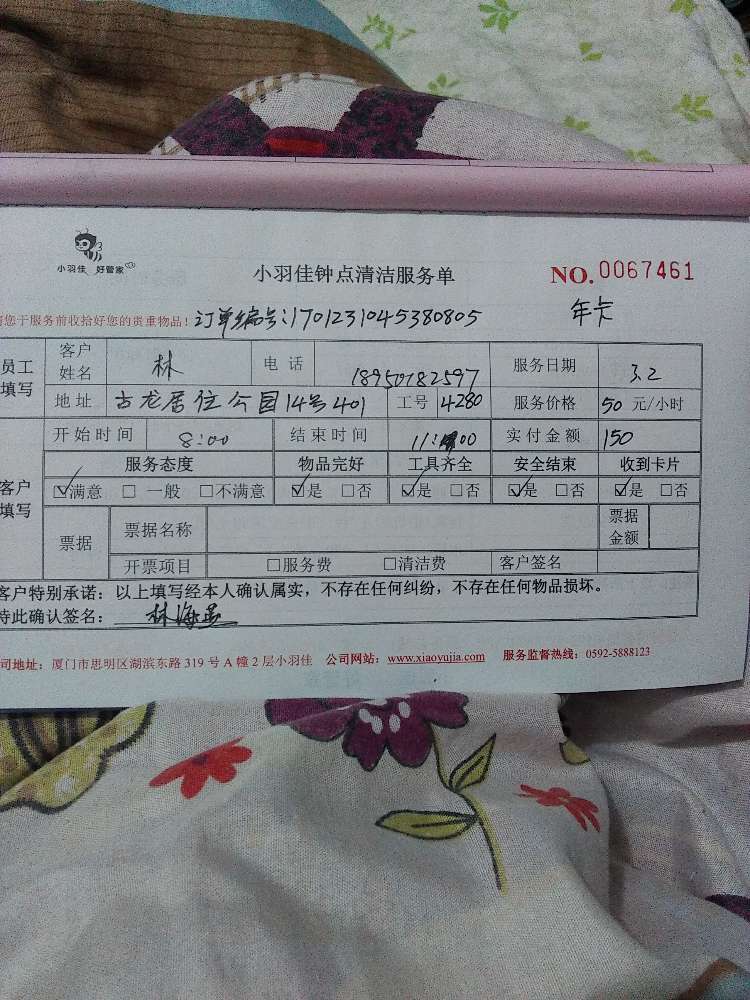 小羽佳 好管家
小羽佳钟点清洁服务单 NO.0067461
您于服务前收拾好您的贵重物品！ 订单编号:1701231045380805 年卡
员工填写 客户姓名 林 电话 18950182597 服务日期 3.2
地址 古龙居住公园14号401 工号 4280 服务价格 50 元/小时
开始时间 8:00 结束时间 11:00 实付金额 150
客户填写 服务态度 物品完好 工具齐全 安全结束 收到卡片
☑满意 □一般 □不满意 ☑是 □否 ☑是 □否 ☑是 □否 ☑是 □否
票据 票据名称 票据金额
开票项目 □服务费 □清洁费 客户签名
客户特别承诺：以上填写经本人确认属实，不存在任何纠纷，不存在任何物品损坏。
特此确认签名： 林海
司地址：厦门市思明区湖滨东路 319 号 A 幢 2 层小羽佳 公司网站：www.xiaoyujia.com 服务监督热线：0592-5888123